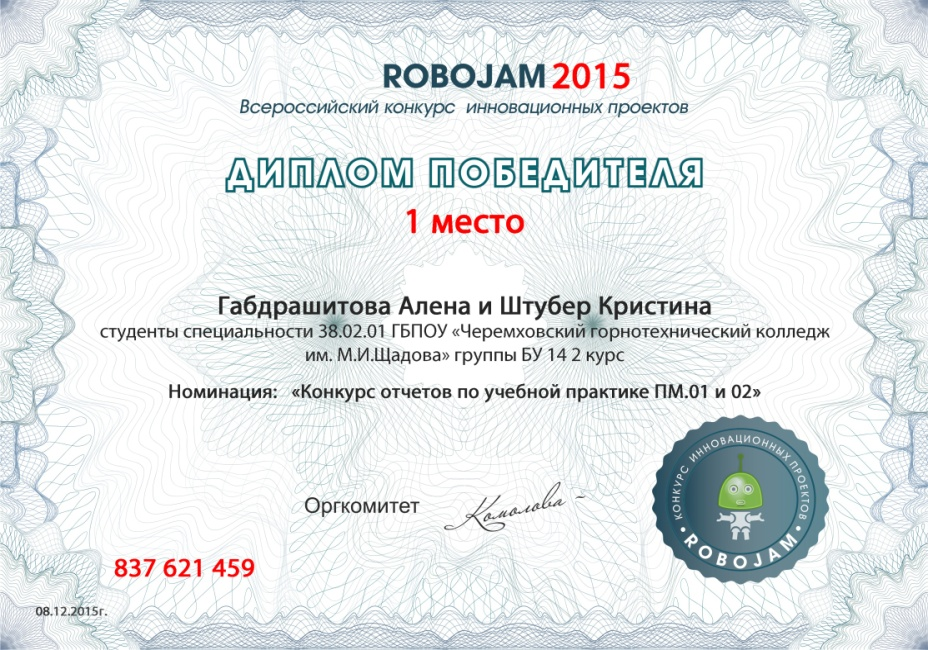 ROBOJAM 2015
Всероссийский конкурс инновационных проектов
ДИПЛОМ ПОБЕДИТЕЛЯ
1 место
Габдрашитова Алена и Штубер Кристина
студенты специальности 38.02.01 ГБПОУ «Черемховский горнотехнический колледж
им. М.И.Щадова» группы БУ 14 2 курс
Номинация: «Конкурс отчетов по учебной практике ПМ.01 и 02»
КОНКУРС ИННОВАЦИОННЫХ ПРОЕКТОВ
• ROBOJAM •
Оргкомитет Комолова
837 621 459
08.12.2015г.